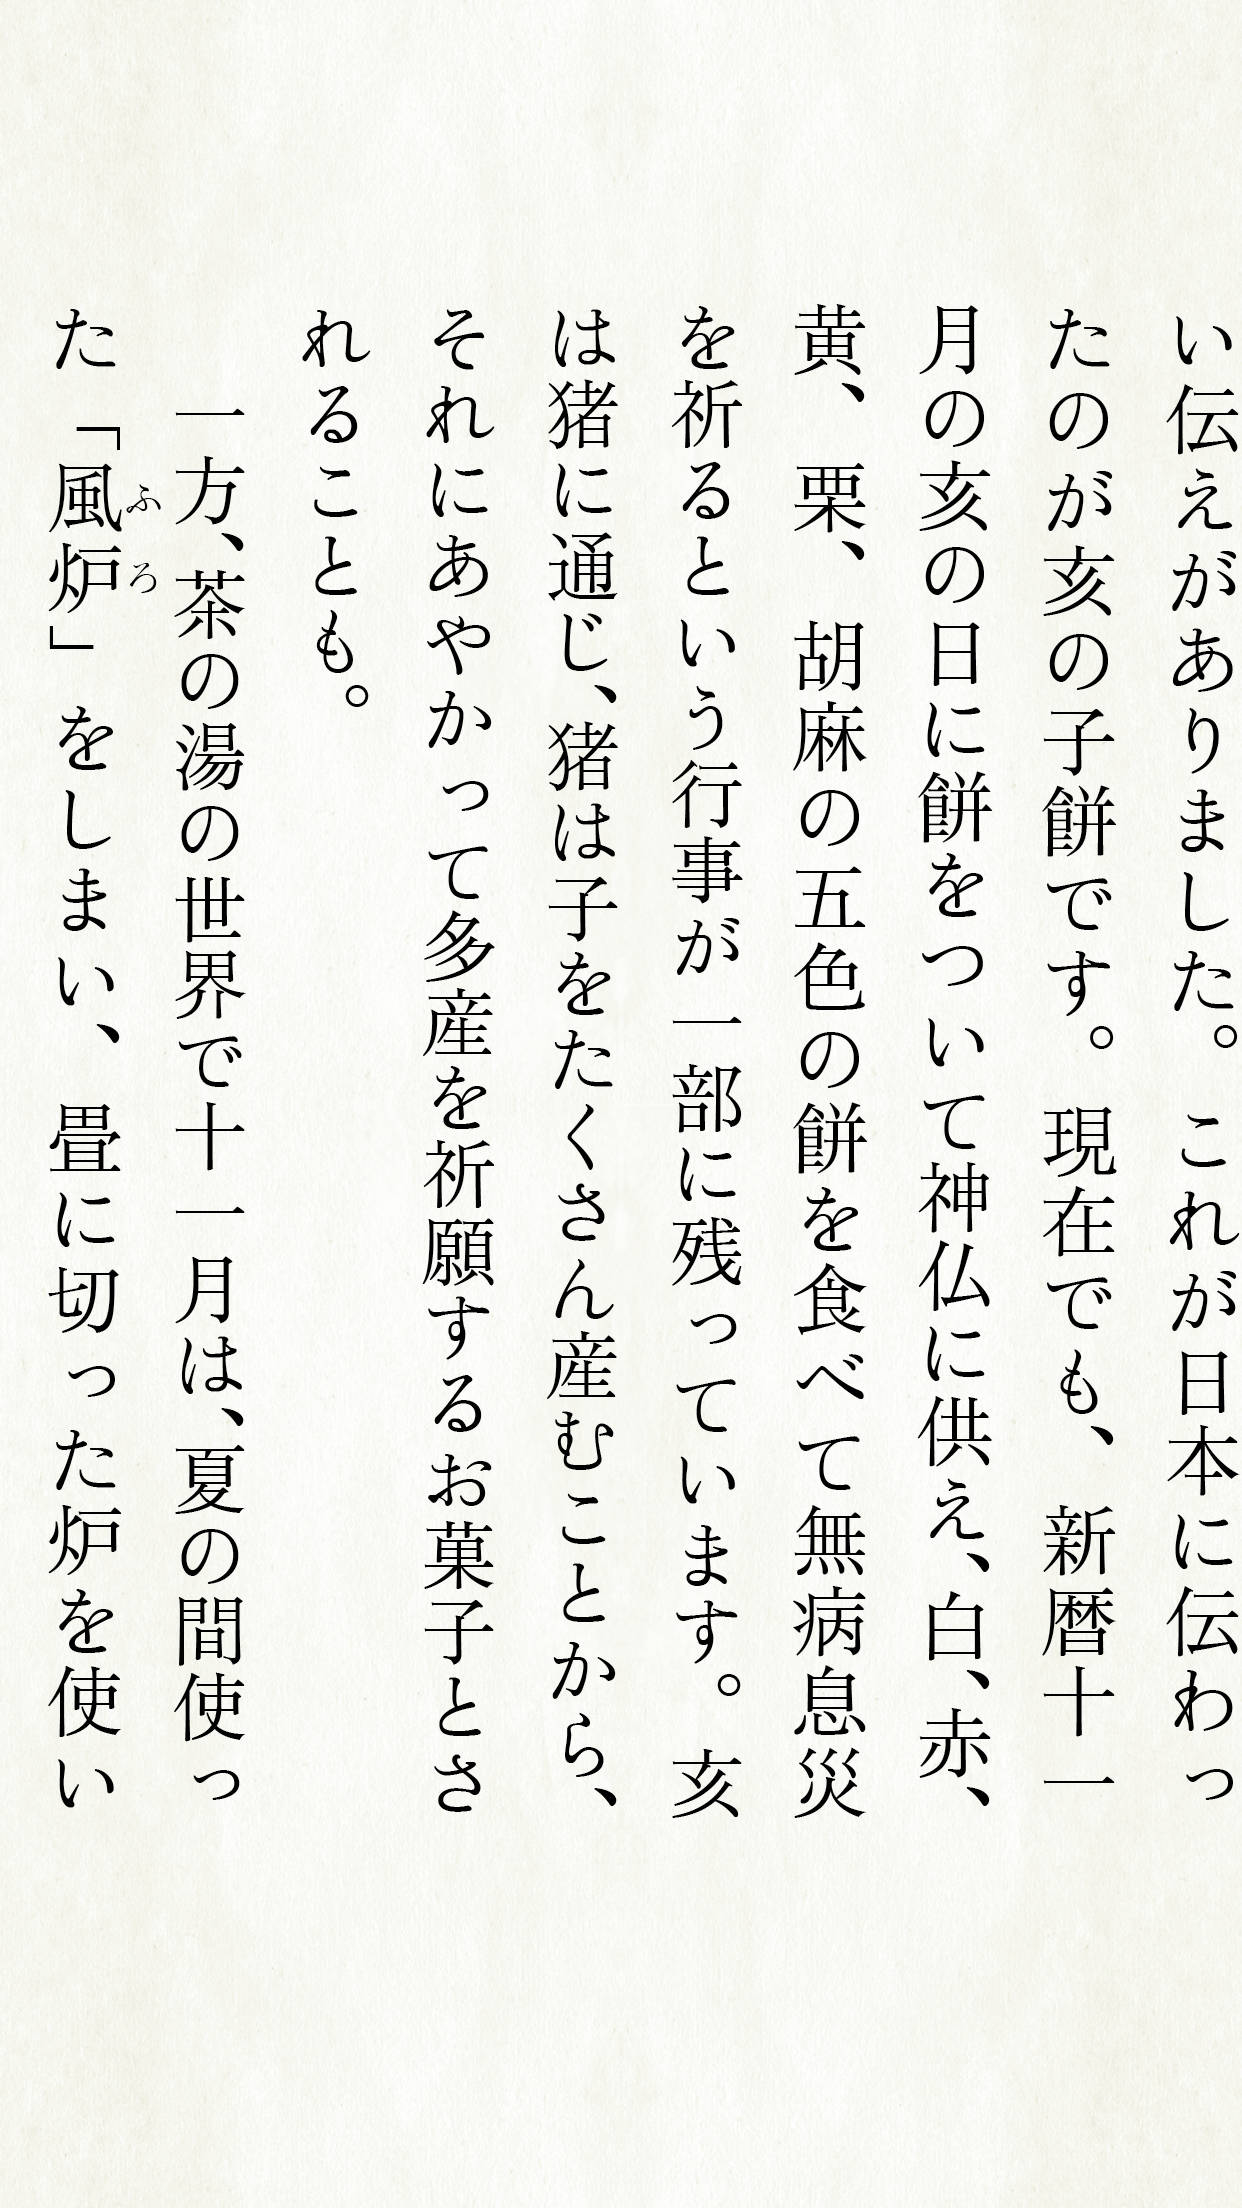 い伝えがありました。これが日本に伝わっ
たのが亥の子餅です。現在でも、新暦十一
月の亥の日に餅をついて神仏に供え、白、赤、
黄、栗、胡麻の五色の餅を食べて無病息災
を祈るという行事が一部に残っています。亥
は猪に通じ、猪は子をたくさん産むことから、
それにあやかって多産を祈願するお菓子とさ
れることも。
一方、茶の湯の世界で十一月は、夏の間使っ
た「風炉」をしまい、畳に切った炉を使い
ふろ